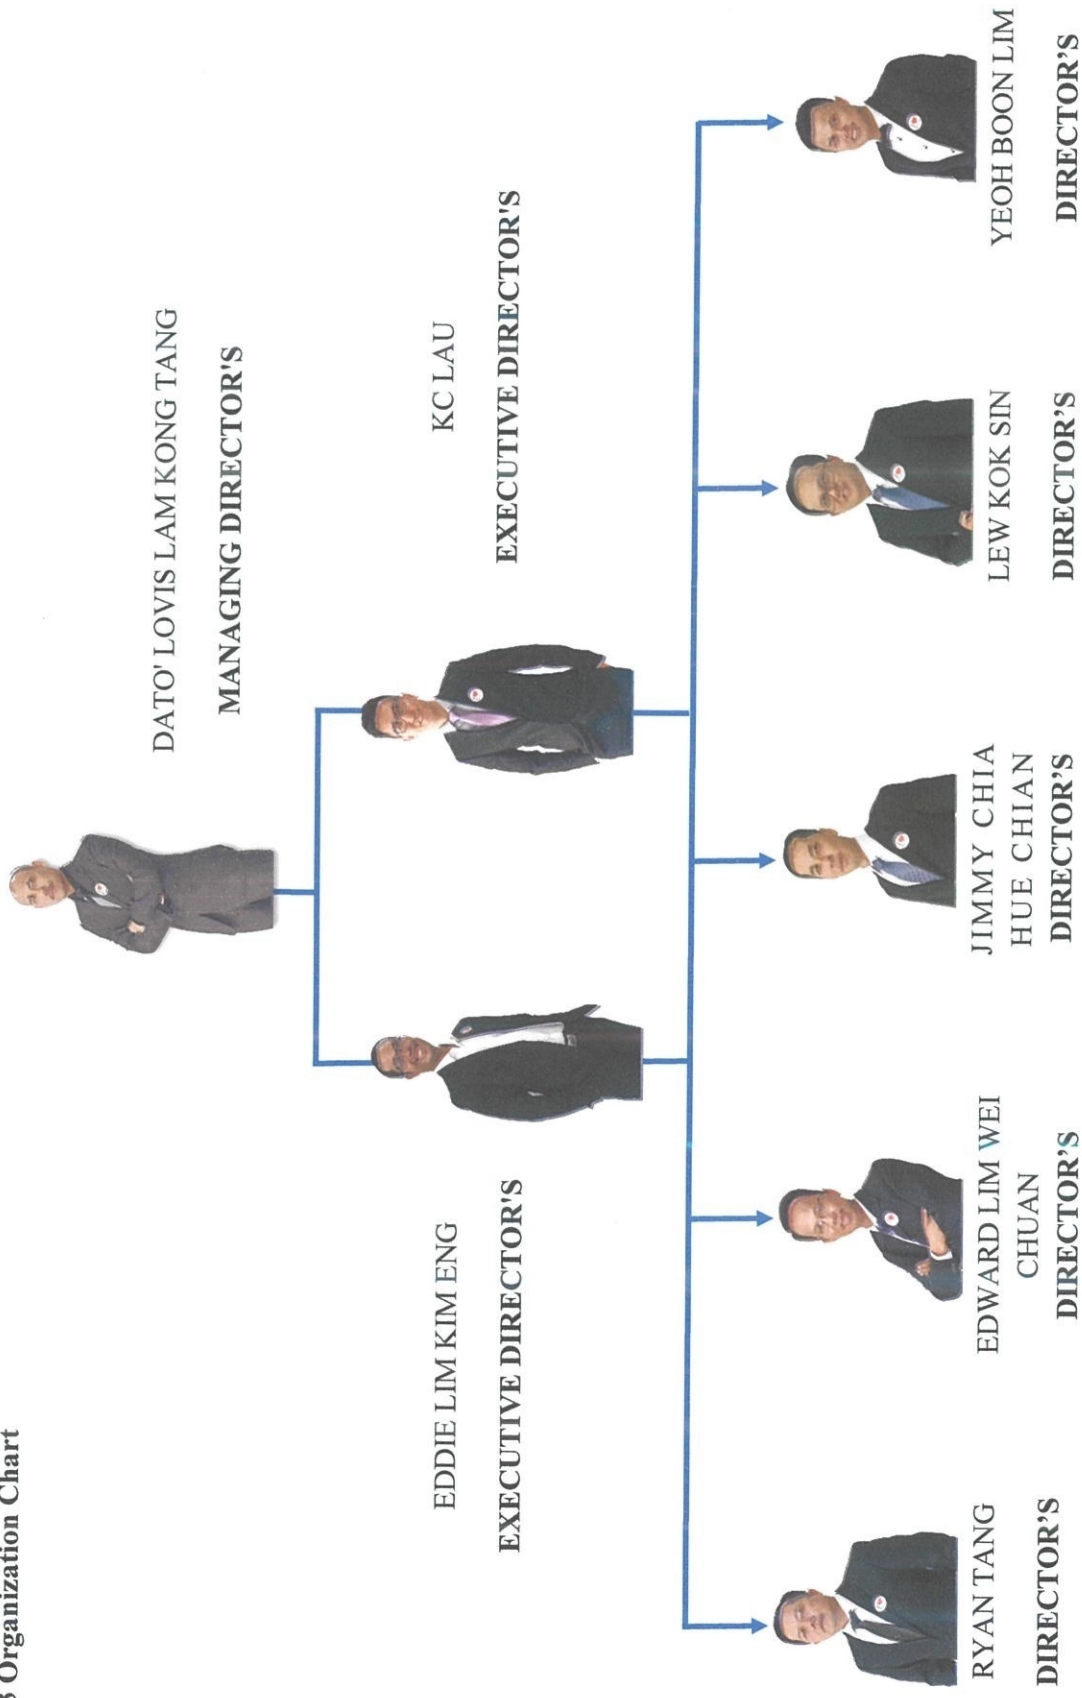 Organization Chart
DATO' LOVIS LAM KONG TANG
MANAGING DIRECTOR'S
EDDIE LIM KIM ENG
EXECUTIVE DIRECTOR'S
KC LAU
EXECUTIVE DIRECTOR'S
RYAN TANG
DIRECTOR'S
EDWARD LIM WEI
CHUAN
DIRECTOR'S
JIMMY CHIA
HUE CHIAN
DIRECTOR'S
LEW KOK SIN
DIRECTOR'S
YEOH BOON LIM
DIRECTOR'S